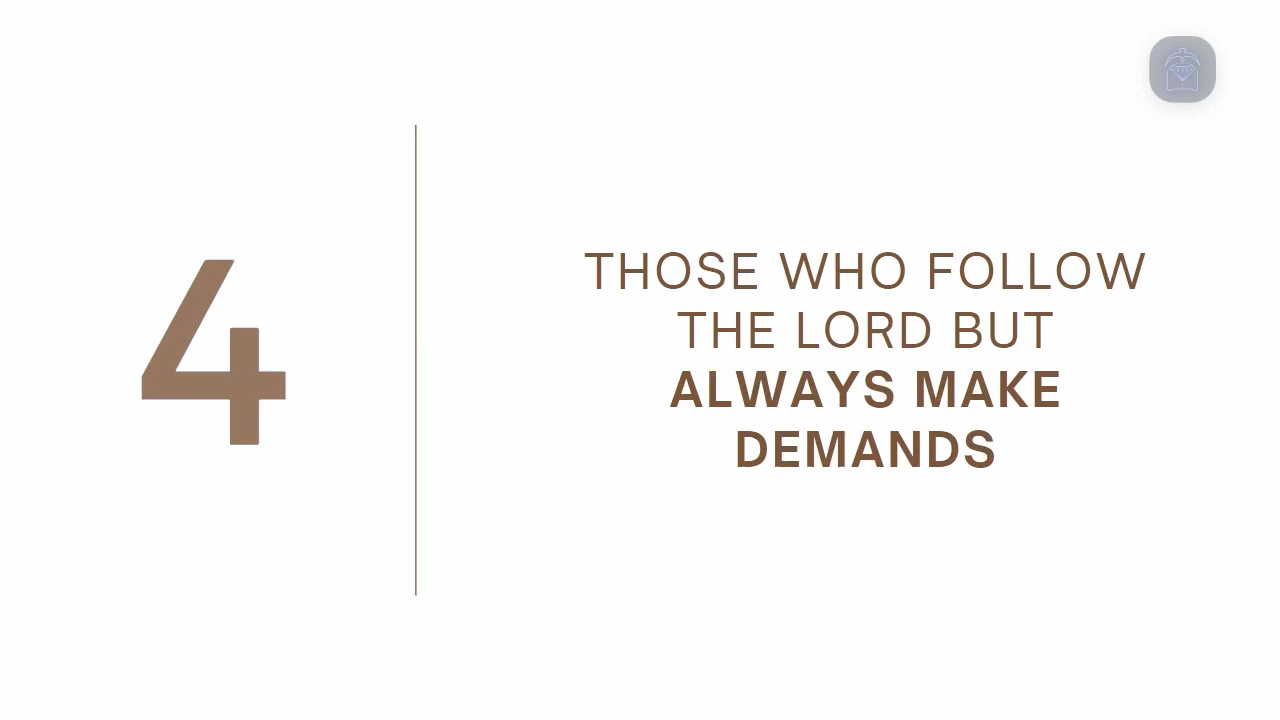 4
THOSE WHO FOLLOW
THE LORD BUT
ALWAYS MAKE
DEMANDS